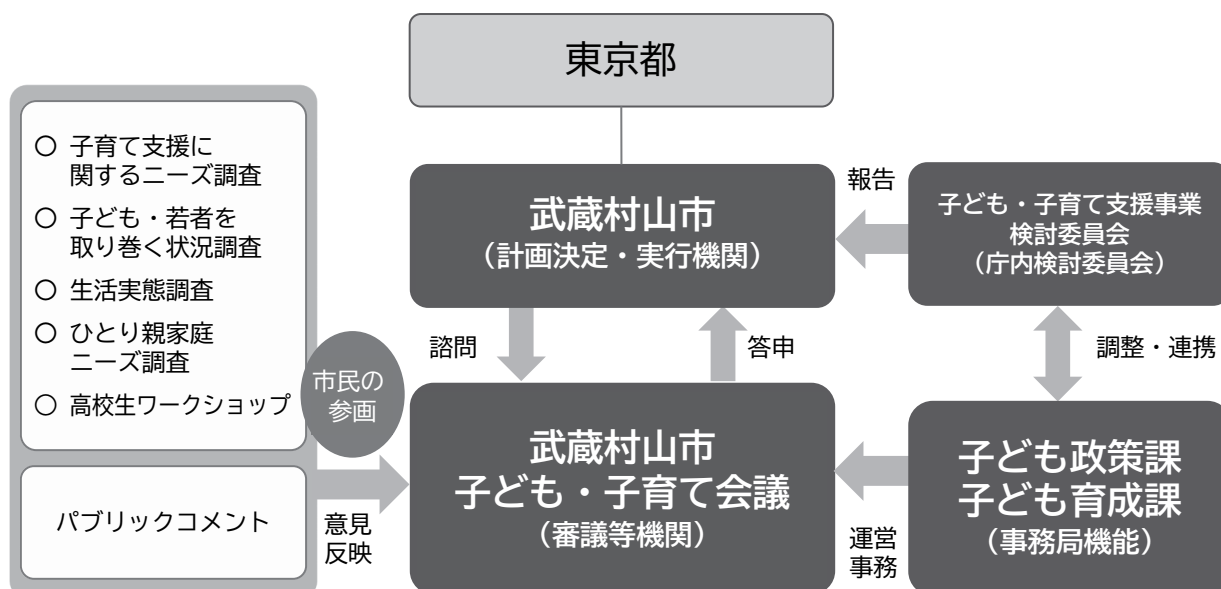 東京都
〇 子育て支援に
関するニーズ調査
〇 子ども・若者を
取り巻く状況調査
〇 生活実態調査
〇 ひとり親家庭
ニーズ調査
〇 高校生ワークショップ
パブリックコメント
市民の
参画
意見
反映
武蔵村山市
（計画決定・実行機関）
諮問
答申
武蔵村山市
子ども・子育て会議
（審議等機関）
報告
子ども・子育て支援事業
検討委員会
（庁内検討委員会）
調整・連携
子ども政策課
子ども育成課
（事務局機能）
運営
事務